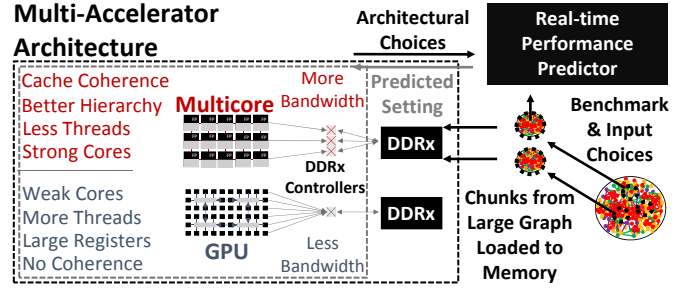 Multi-Accelerator
Architecture
Architectural
Choices
Real-time
Performance
Predictor
Cache Coherence
Better Hierarchy
Less Threads
Strong Cores
Multicore
More
Bandwidth
Predicted
Setting
DDRx
DDRx
Controllers
Benchmark
& Input
Choices
Weak Cores
More Threads
Large Registers
No Coherence
GPU
Less
Bandwidth
DDRx
Chunks from
Large Graph
Loaded to
Memory